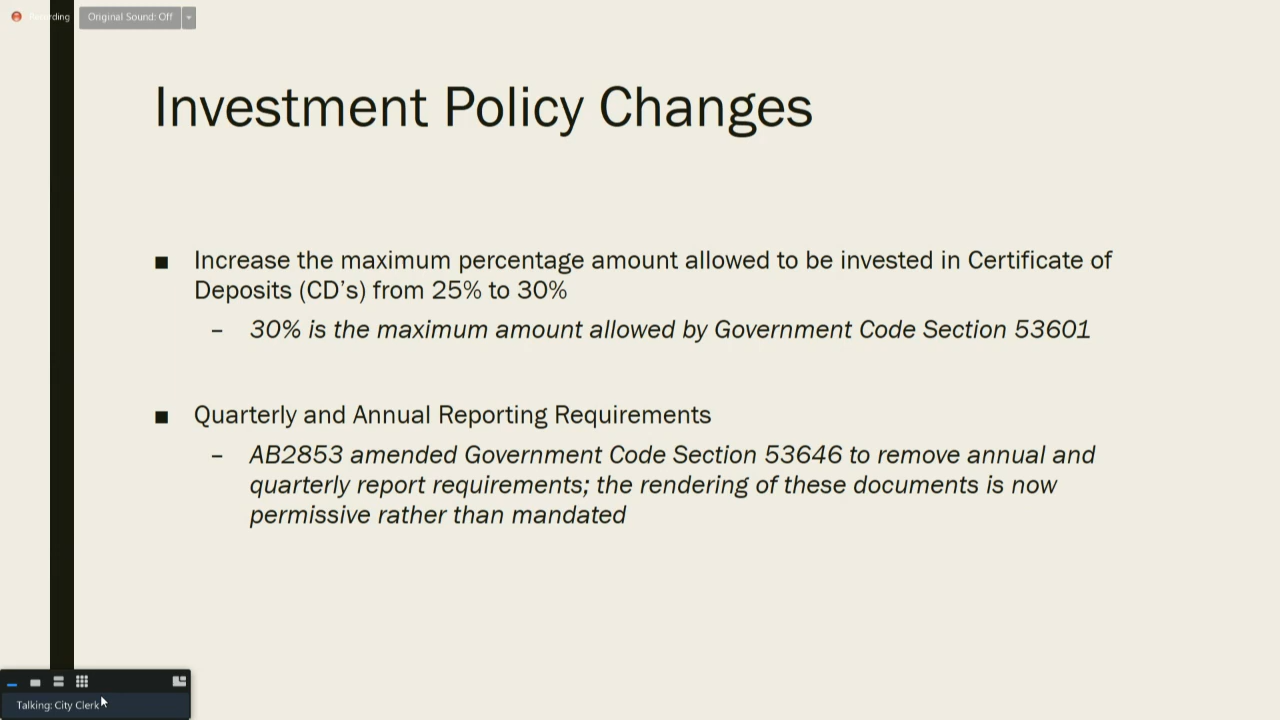 Recording
Original Sound: Off
Investment Policy Changes
■ Increase the maximum percentage amount allowed to be invested in Certificate of
Deposits (CD’s) from 25% to 30%
– 30% is the maximum amount allowed by Government Code Section 53601
■ Quarterly and Annual Reporting Requirements
– AB2853 amended Government Code Section 53646 to remove annual and
quarterly report requirements; the rendering of these documents is now
permissive rather than mandated
Talking: City Clerk